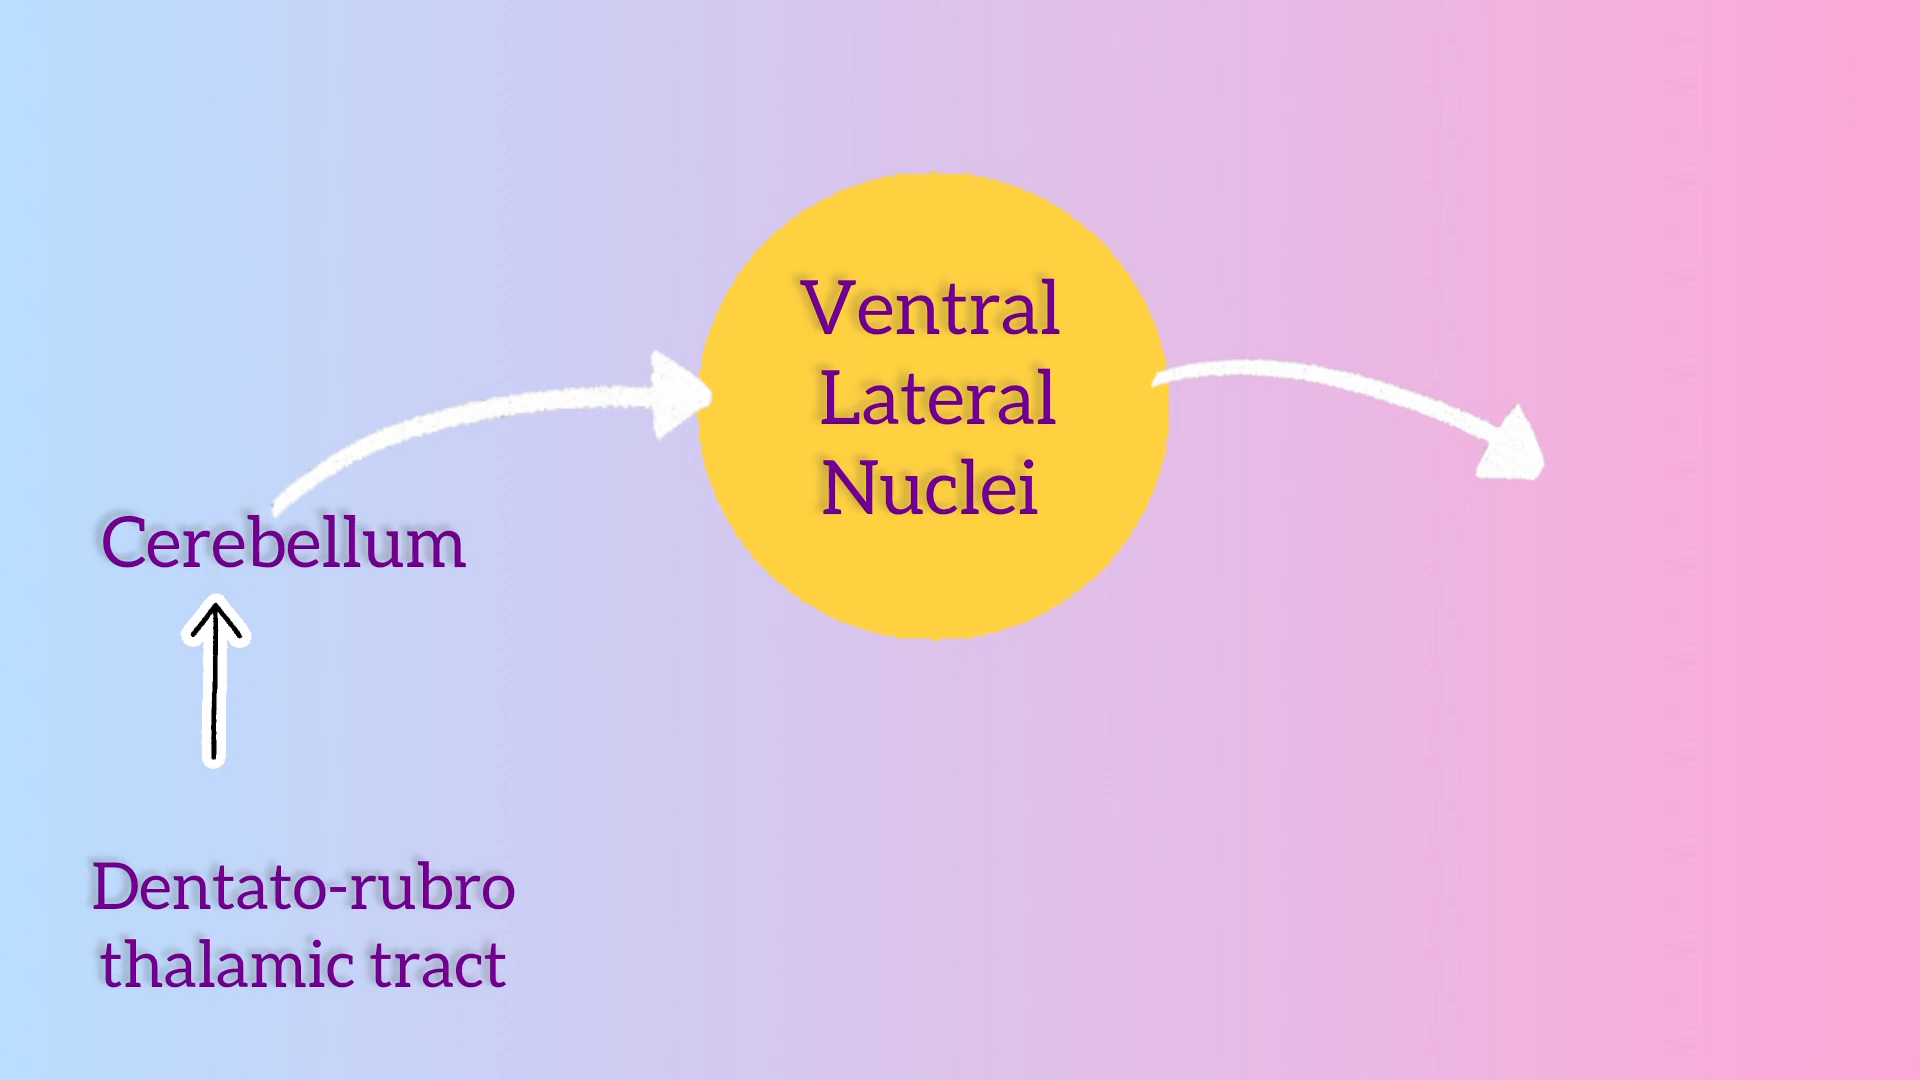 Ventral
Lateral
Nuclei
Cerebellum
Dentato-rubro
thalamic tract